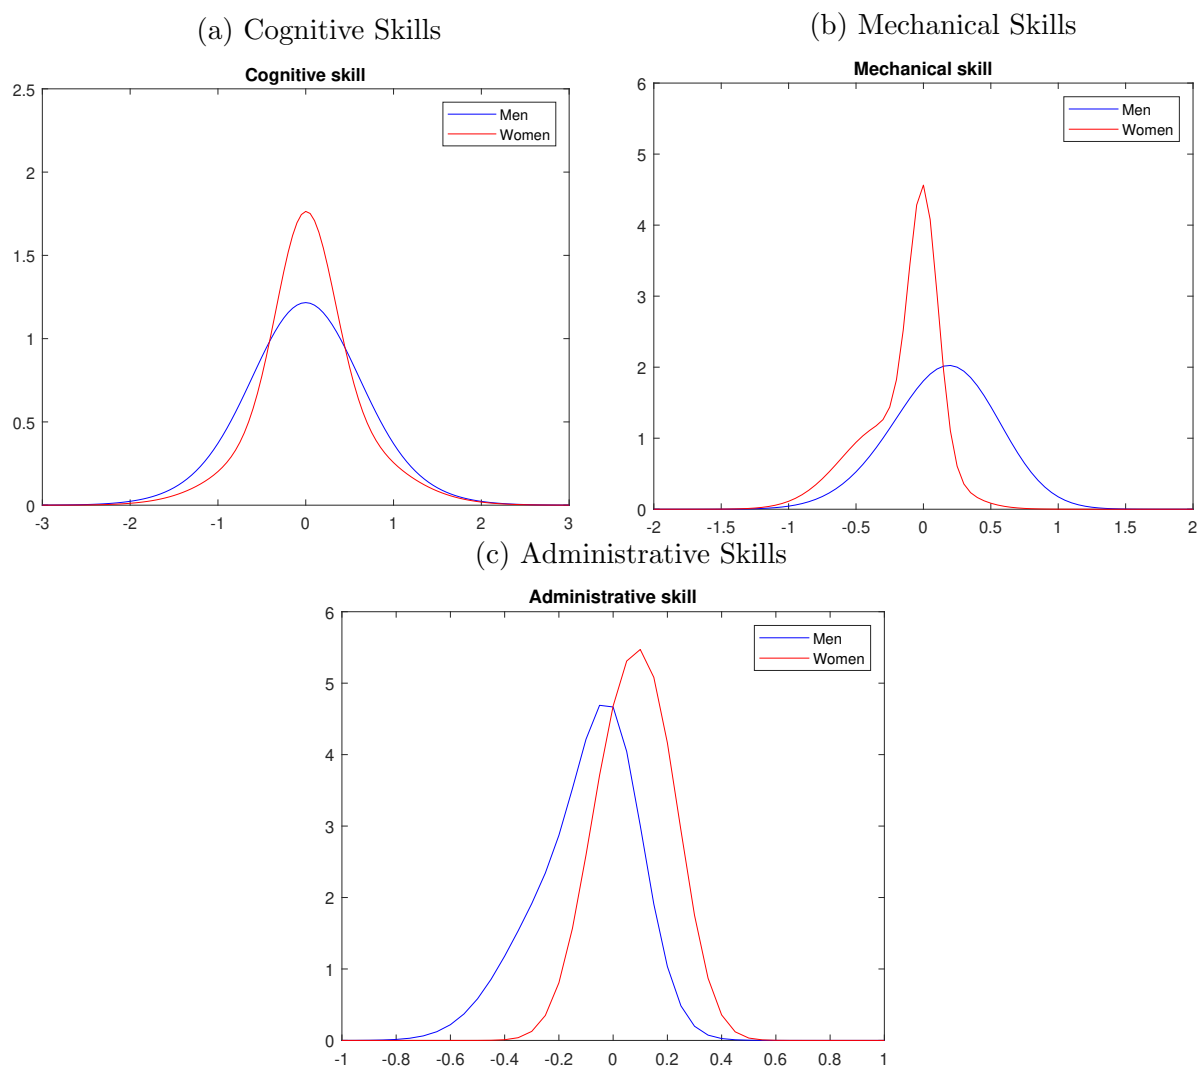 (a) Cognitive Skills
Cognitive skill
2.5
2
1.5
1
0.5
0
-3 -2 -1 0 1 2 3
Men
Women
(b) Mechanical Skills
Mechanical skill
6
5
4
3
2
1
0
-2 -1.5 -1 -0.5 0 0.5 1 1.5 2
Men
Women
(c) Administrative Skills
Administrative skill
6
5
4
3
2
1
0
-1 -0.8 -0.6 -0.4 -0.2 0 0.2 0.4 0.6 0.8 1
Men
Women